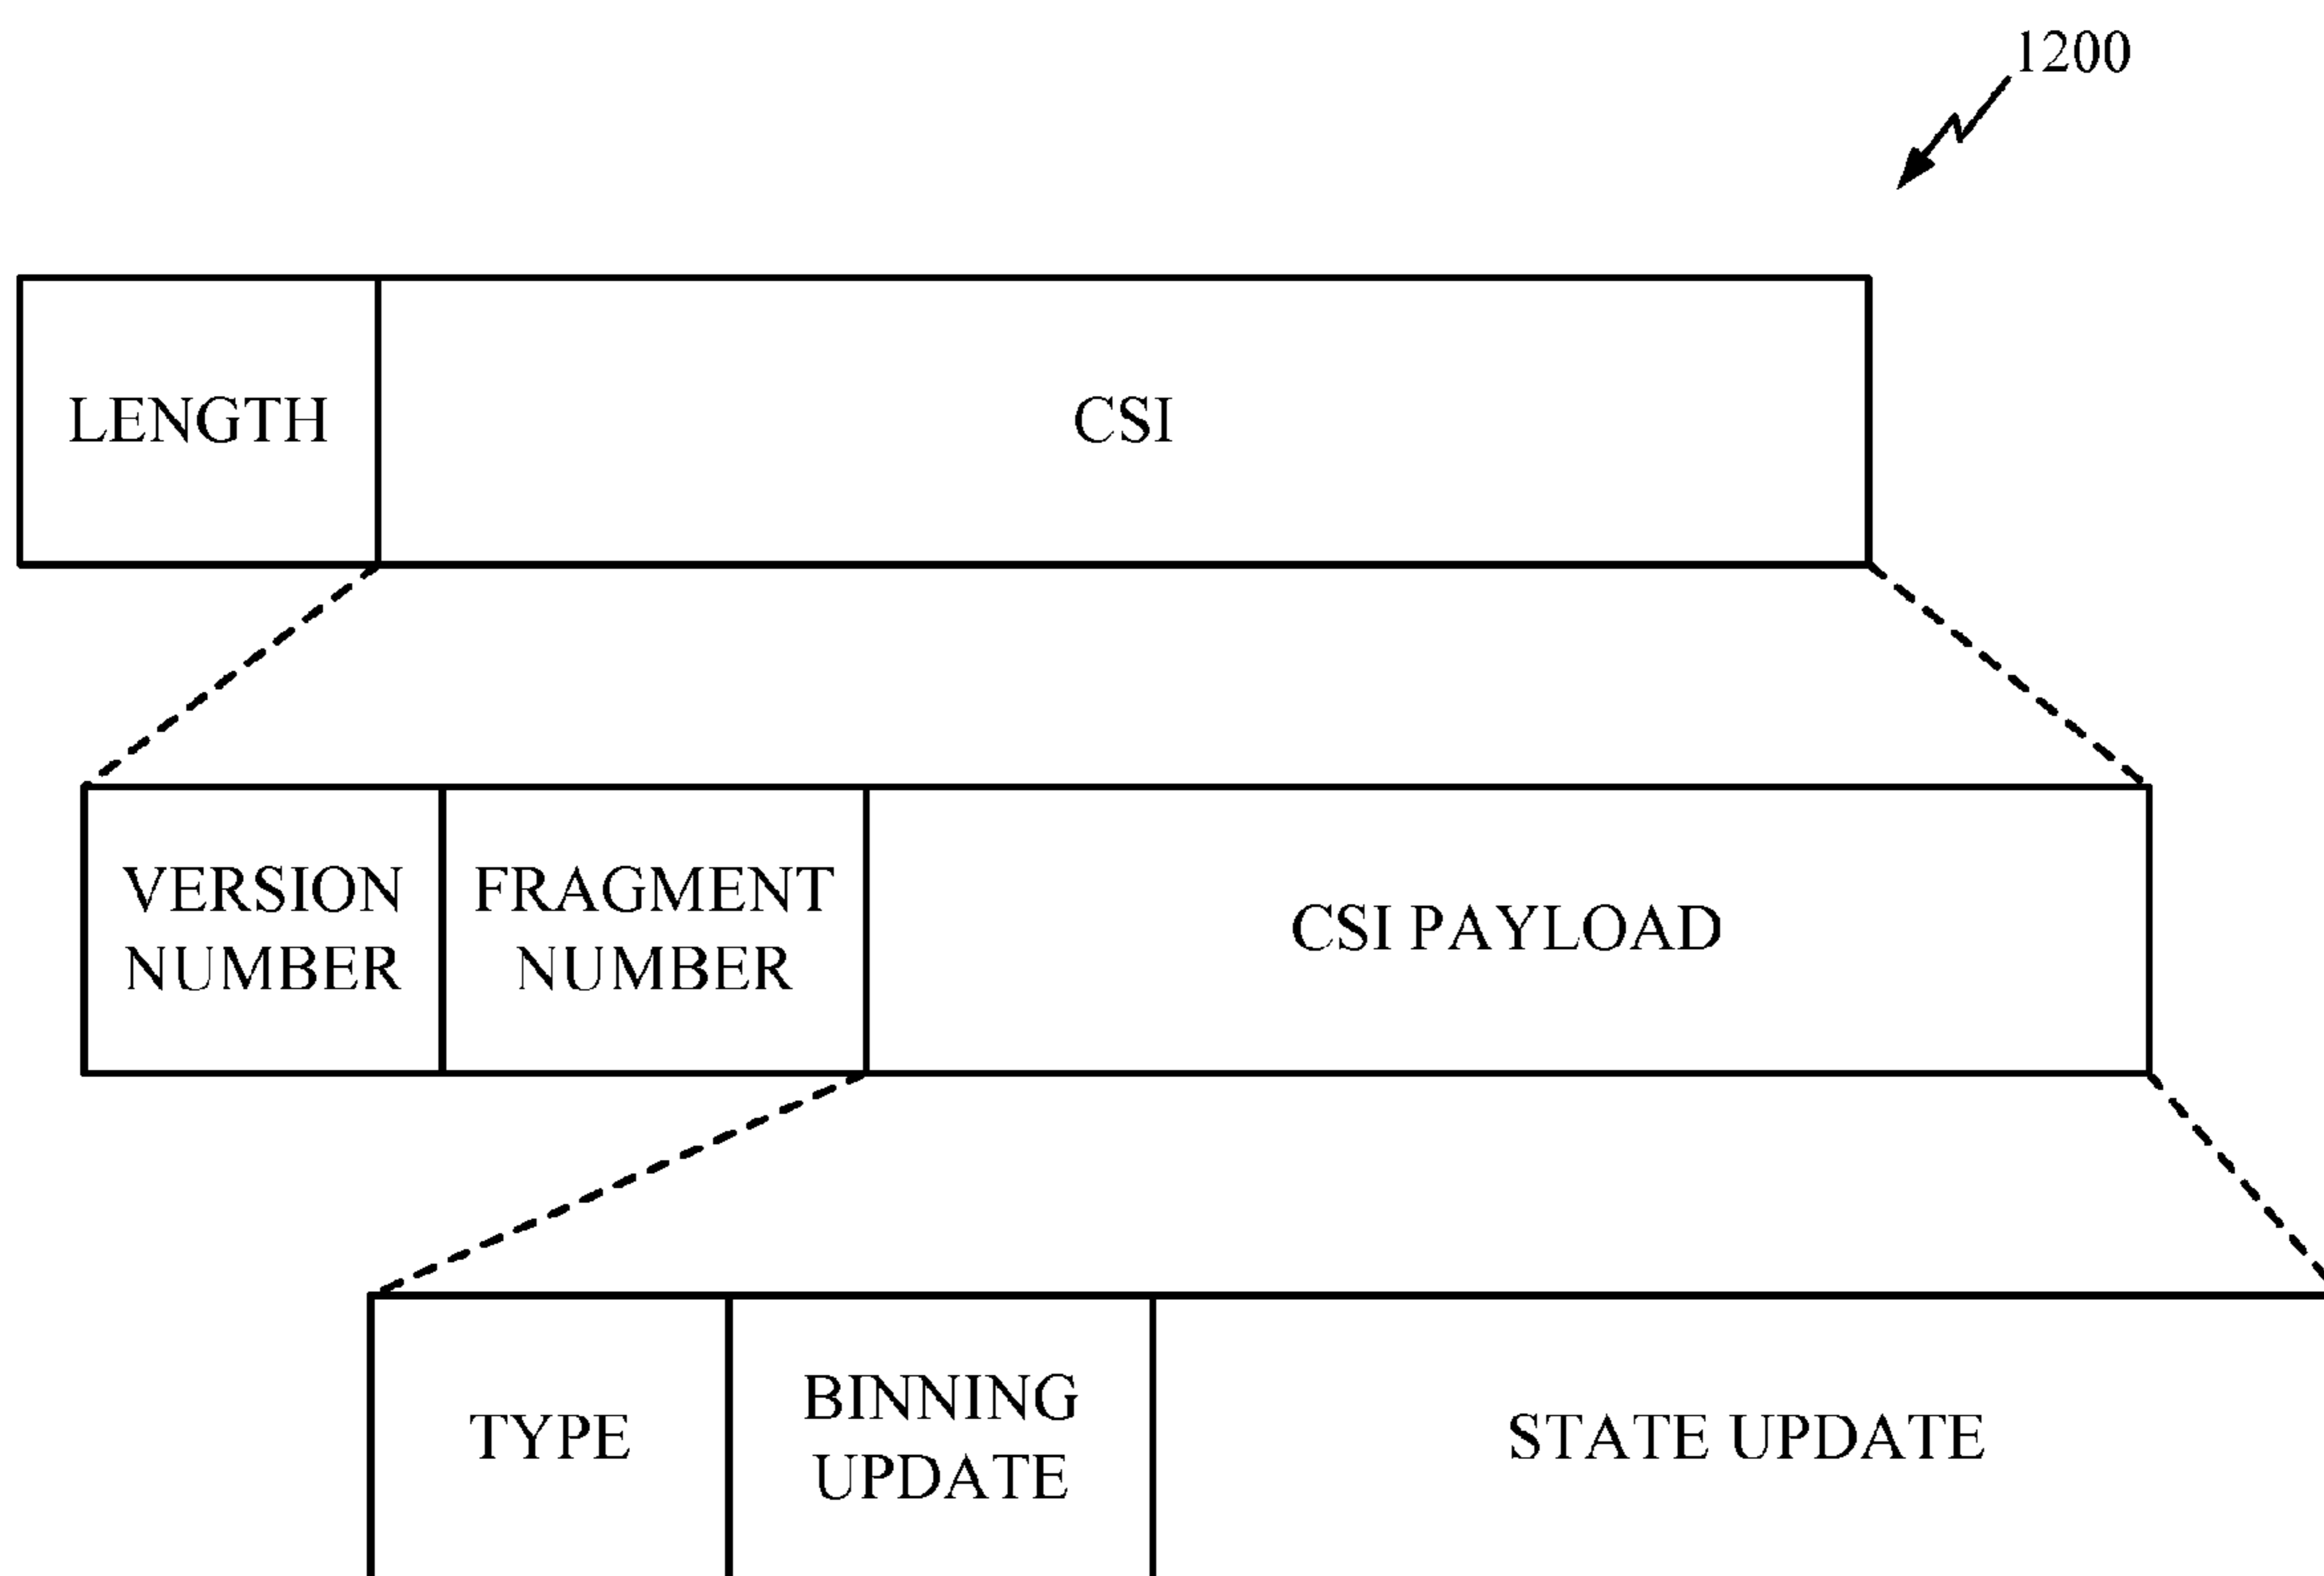 1200
LENGTH
CSI
VERSION
NUMBER
FRAGMENT
NUMBER
CSI PAYLOAD
TYPE
BINNING
UPDATE
STATE UPDATE